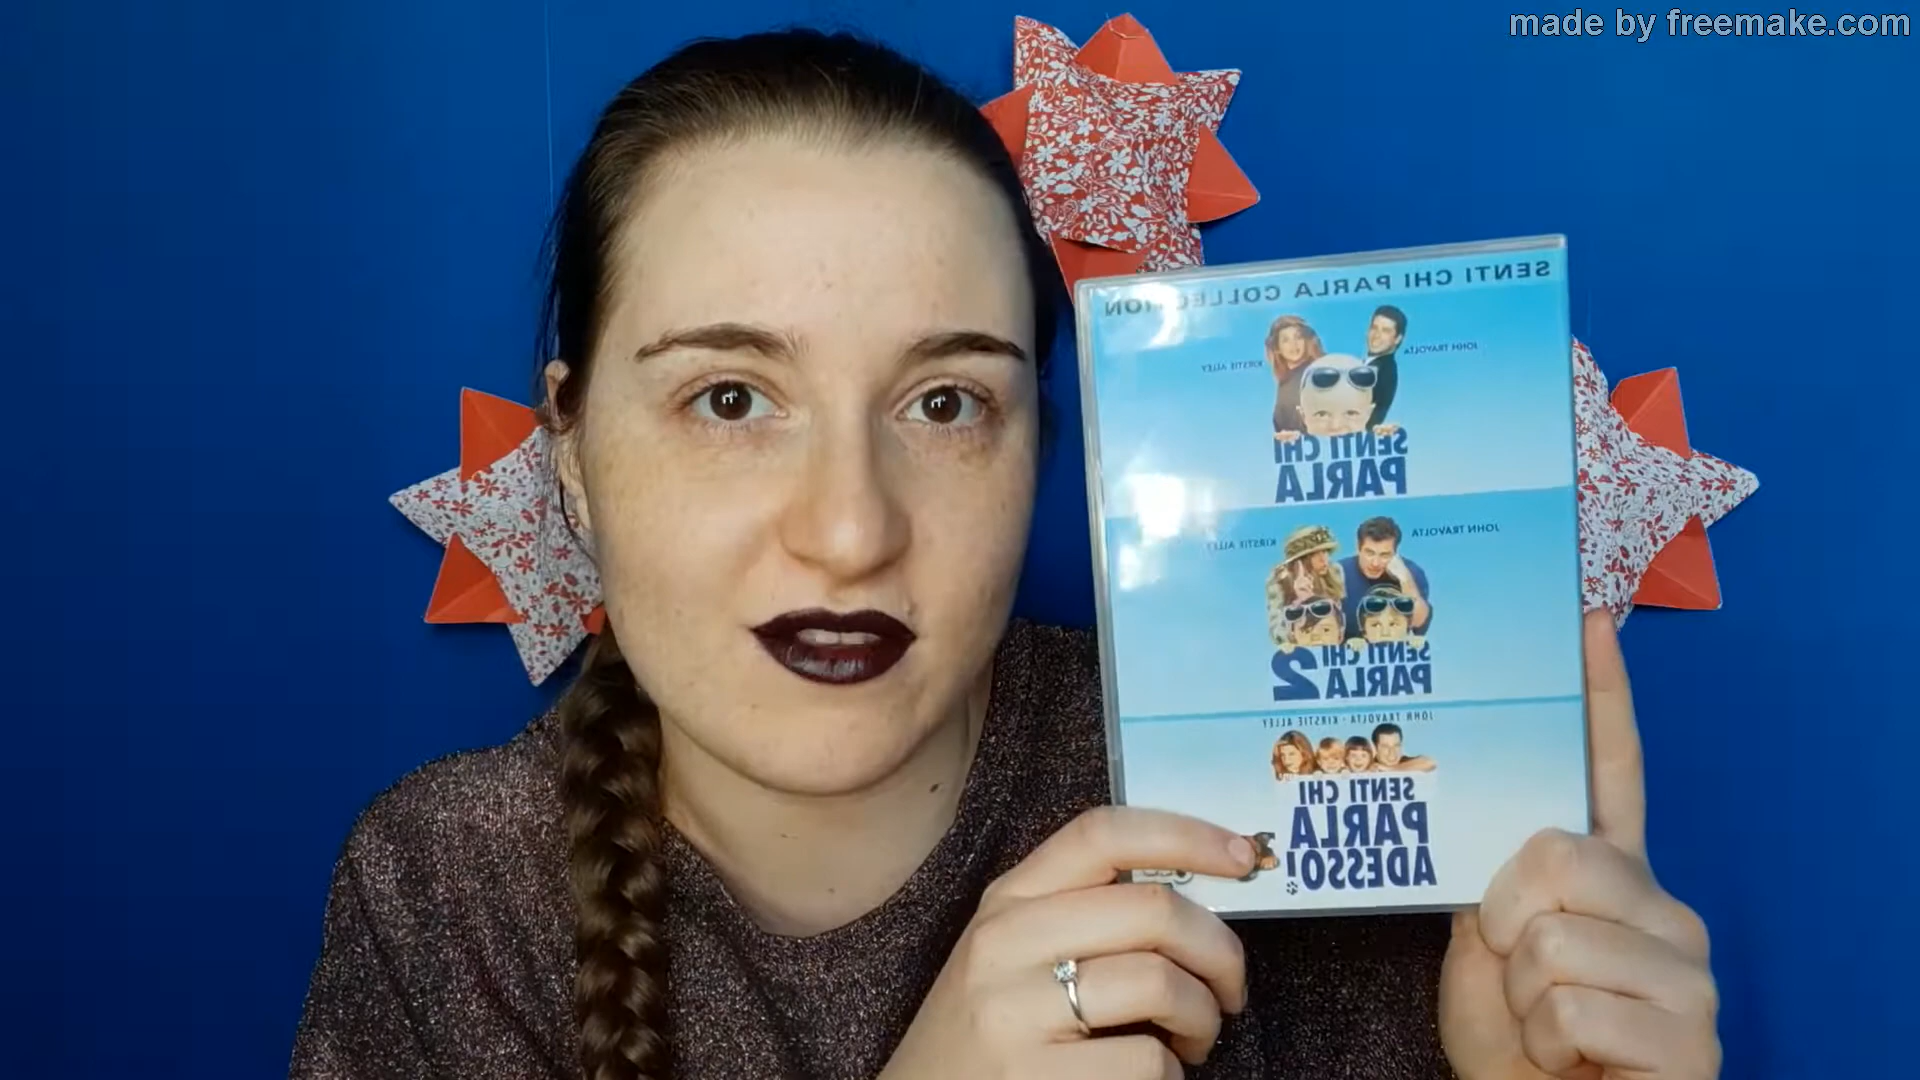 made by freemake.com
SENTI CHI PARLA COLLECTION
JOHN TRAVOLTA
KIRSTIE ALLEY
SENTI CHI
PARLA
JOHN TRAVOLTA
KIRSTIE ALLEY
SENTI CHI
PARLA 2
JOHN TRAVOLTA • KIRSTIE ALLEY
SENTI CHI
PARLA
ADESSO!